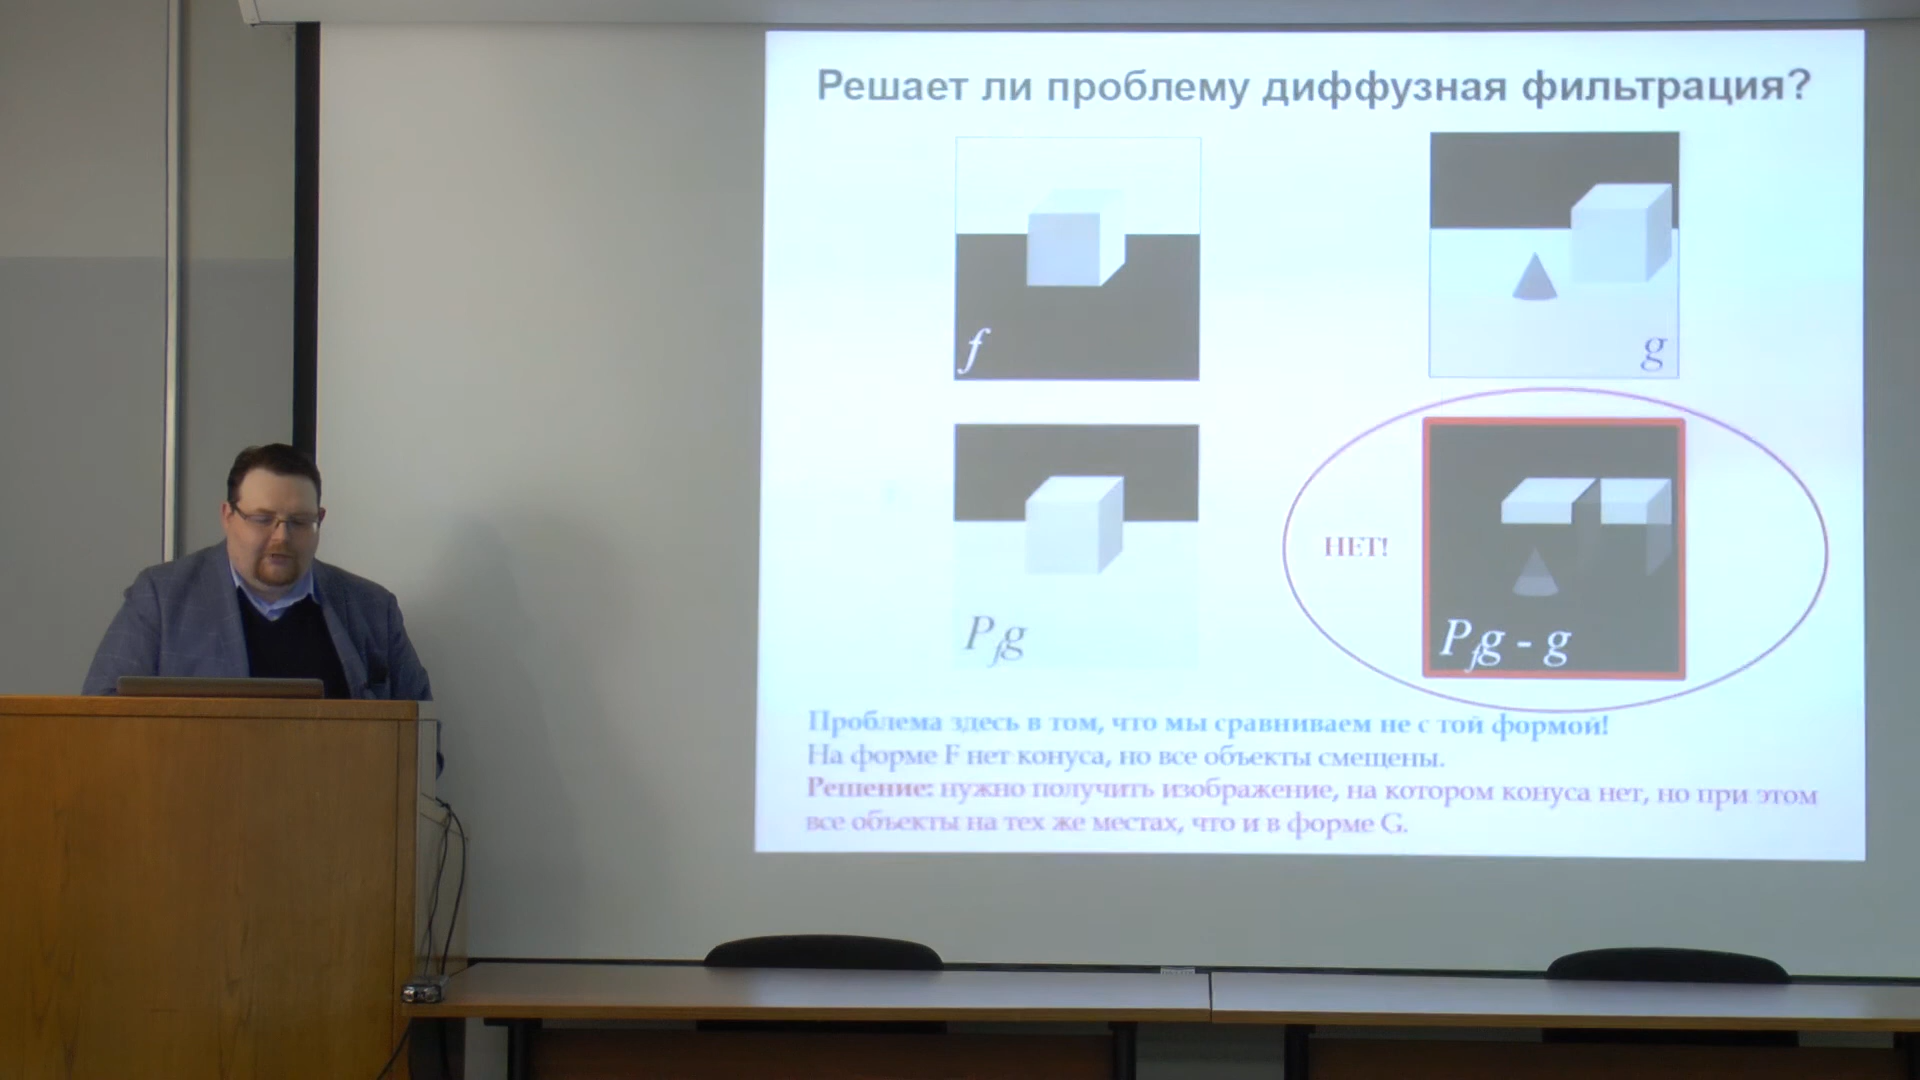 Решает ли проблему диффузная фильтрация?
f
g
НЕТ!
Pfg
Pfg - g
Проблема здесь в том, что мы сравниваем не с той формой!
На форме F нет конуса, но все объекты смещены.
Решение: нужно получить изображение, на котором конуса нет, но при этом
все объекты на тех же местах, что и в форме G.